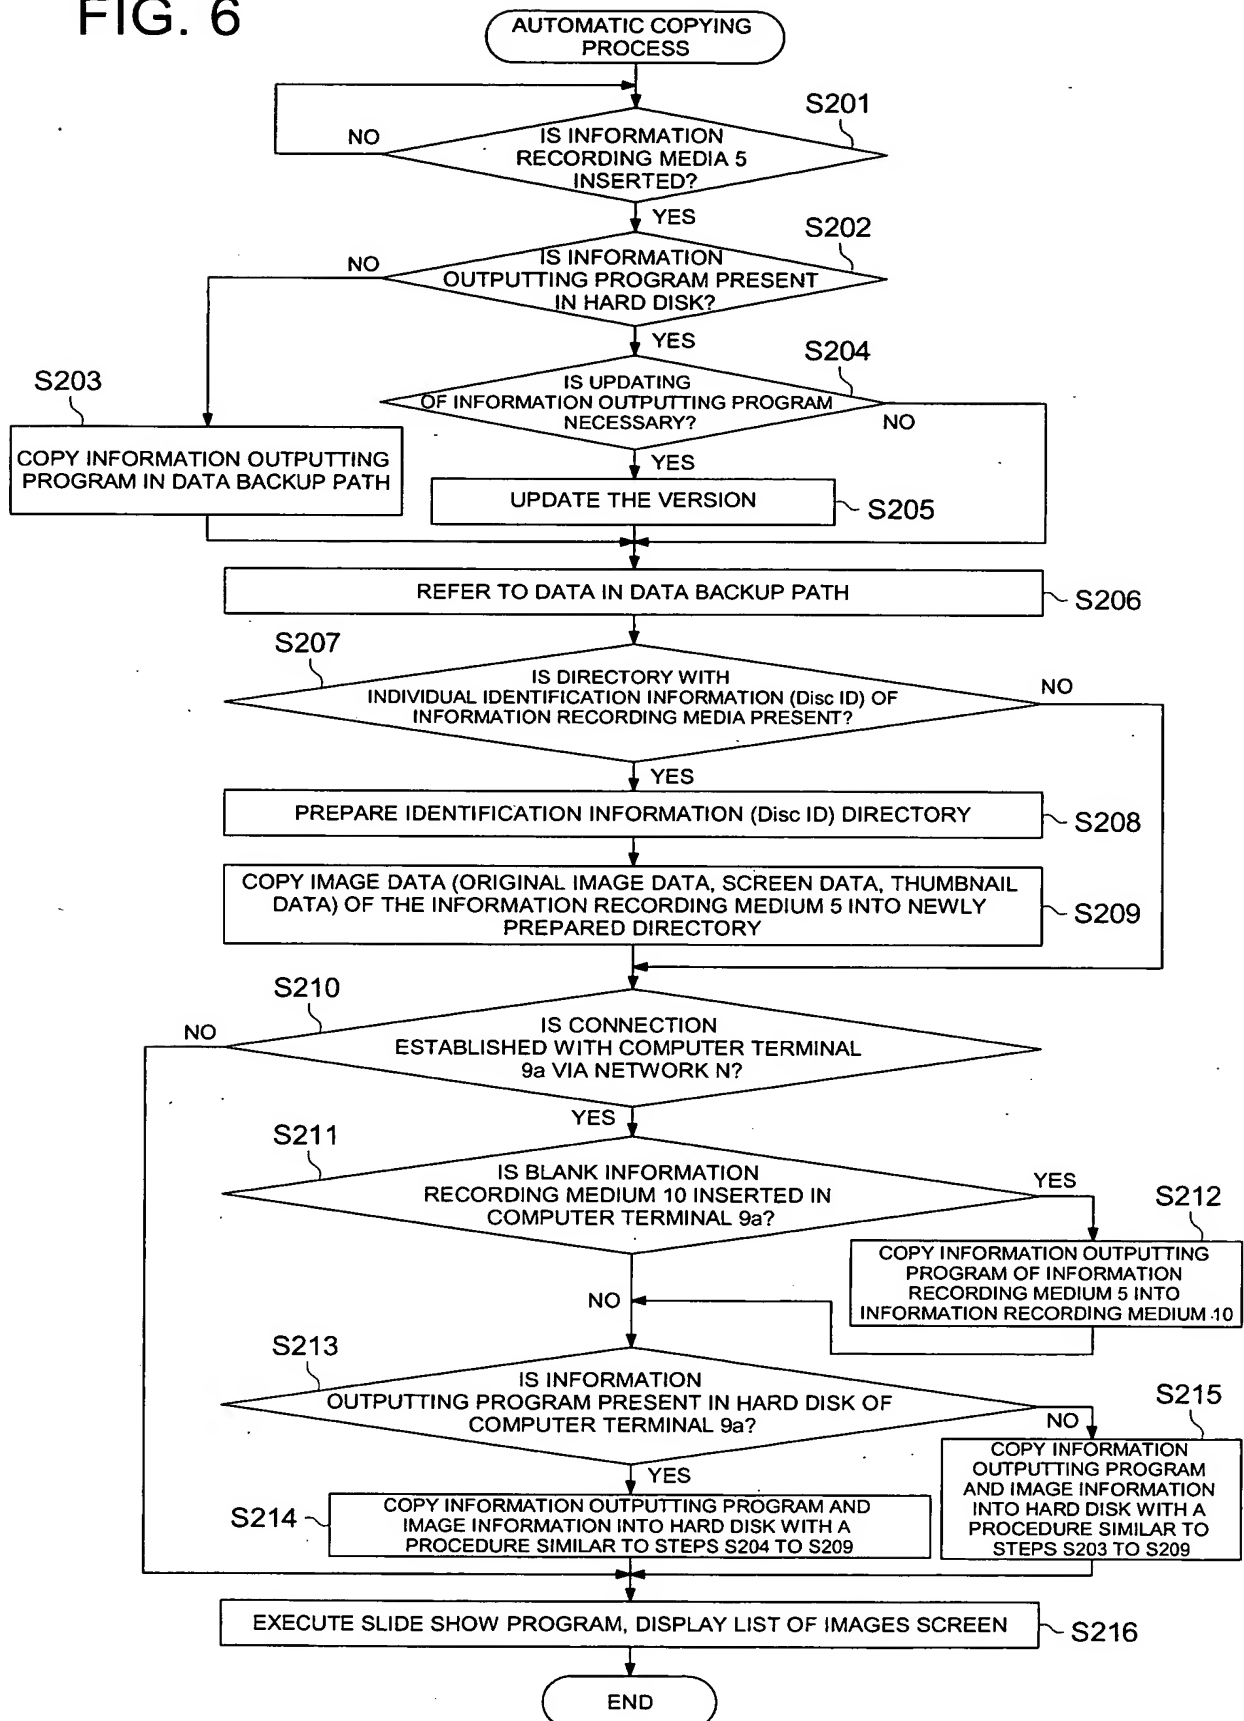 FIG. 6
AUTOMATIC COPYING
PROCESS
S201
IS INFORMATION
RECORDING MEDIA 5
INSERTED?
NO
YES
S202
IS INFORMATION
OUTPUTTING PROGRAM PRESENT
IN HARD DISK?
NO
YES
S204
IS UPDATING
OF INFORMATION OUTPUTTING PROGRAM
NECESSARY?
NO
YES
S203
COPY INFORMATION OUTPUTTING
PROGRAM IN DATA BACKUP PATH
UPDATE THE VERSION
S205
REFER TO DATA IN DATA BACKUP PATH
S206
S207
IS DIRECTORY WITH
INDIVIDUAL IDENTIFICATION INFORMATION (Disc ID) OF
INFORMATION RECORDING MEDIA PRESENT?
NO
YES
PREPARE IDENTIFICATION INFORMATION (Disc ID) DIRECTORY
S208
COPY IMAGE DATA (ORIGINAL IMAGE DATA, SCREEN DATA, THUMBNAIL
DATA) OF THE INFORMATION RECORDING MEDIUM 5 INTO NEWLY
PREPARED DIRECTORY
S209
S210
NO
IS CONNECTION
ESTABLISHED WITH COMPUTER TERMINAL
9a VIA NETWORK N?
YES
S211
IS BLANK INFORMATION
RECORDING MEDIUM 10 INSERTED IN
COMPUTER TERMINAL 9a?
YES
S212
COPY INFORMATION OUTPUTTING
PROGRAM OF INFORMATION
RECORDING MEDIUM 5 INTO
INFORMATION RECORDING MEDIUM 10
NO
S213
IS INFORMATION
OUTPUTTING PROGRAM PRESENT IN HARD DISK OF
COMPUTER TERMINAL 9a?
NO
S215
COPY INFORMATION
OUTPUTTING PROGRAM
AND IMAGE INFORMATION
INTO HARD DISK WITH A
PROCEDURE SIMILAR TO
STEPS S203 TO S209
YES
S214
COPY INFORMATION OUTPUTTING PROGRAM AND
IMAGE INFORMATION INTO HARD DISK WITH A
PROCEDURE SIMILAR TO STEPS S204 TO S209
EXECUTE SLIDE SHOW PROGRAM, DISPLAY LIST OF IMAGES SCREEN
S216
END